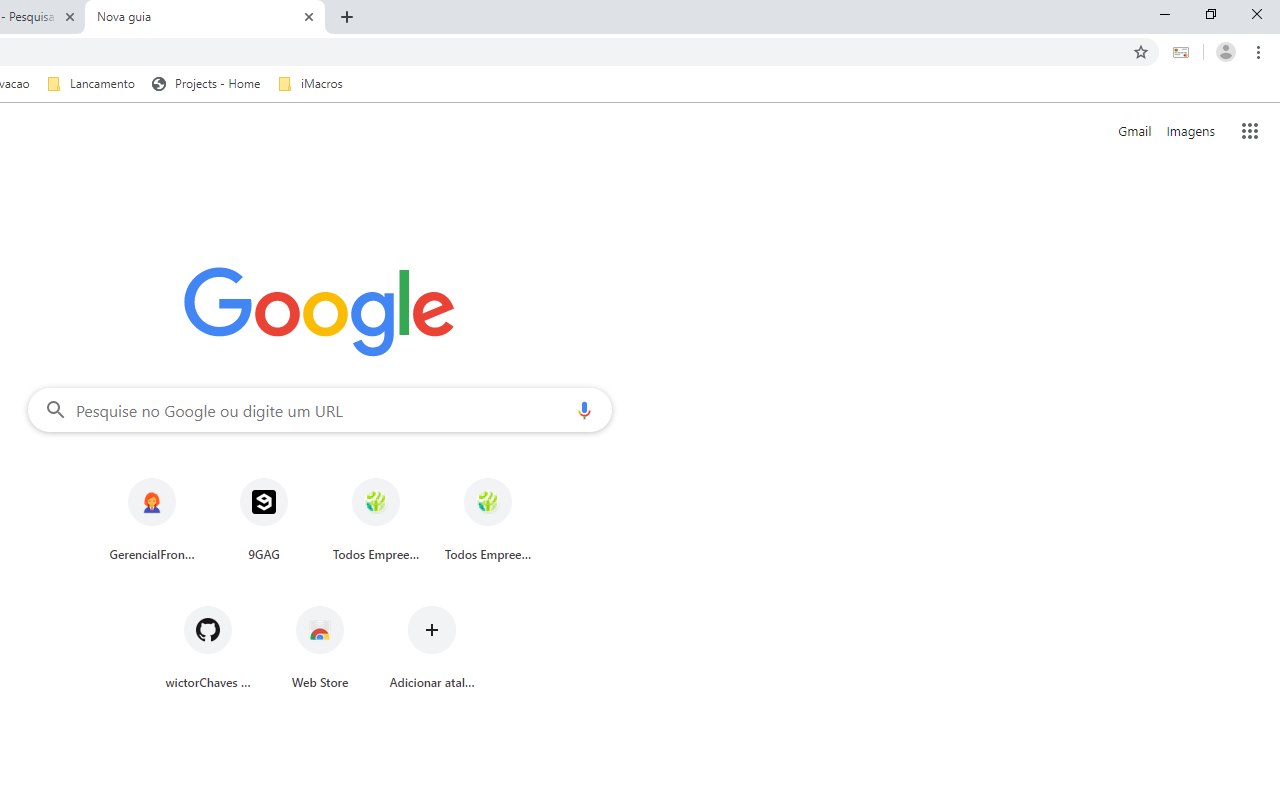 - Pesquisa
Nova guia
vacao
Lancamento
Projects - Home
iMacros
Gmail
Imagens
Google
Pesquise no Google ou digite um URL
GerencialFron...
9GAG
Todos Empree...
Todos Empree...
wictorChaves ...
Web Store
Adicionar atal...